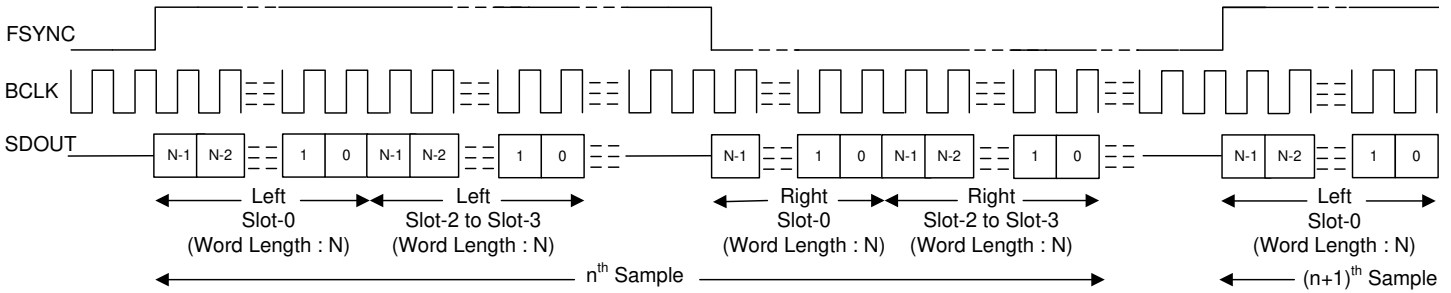 FSYNC
BCLK
SDOUT
N-1 N-2 1 0 N-1 N-2 1 0 N-1 1 0 N-1 N-2 1 0 N-1 N-2 1 0
Left Left Right Right Left
Slot-0 Slot-2 to Slot-3 Slot-0 Slot-2 to Slot-3 Slot-0
(Word Length : N) (Word Length : N) (Word Length : N) (Word Length : N) (Word Length : N)
nth Sample (n+1)th Sample